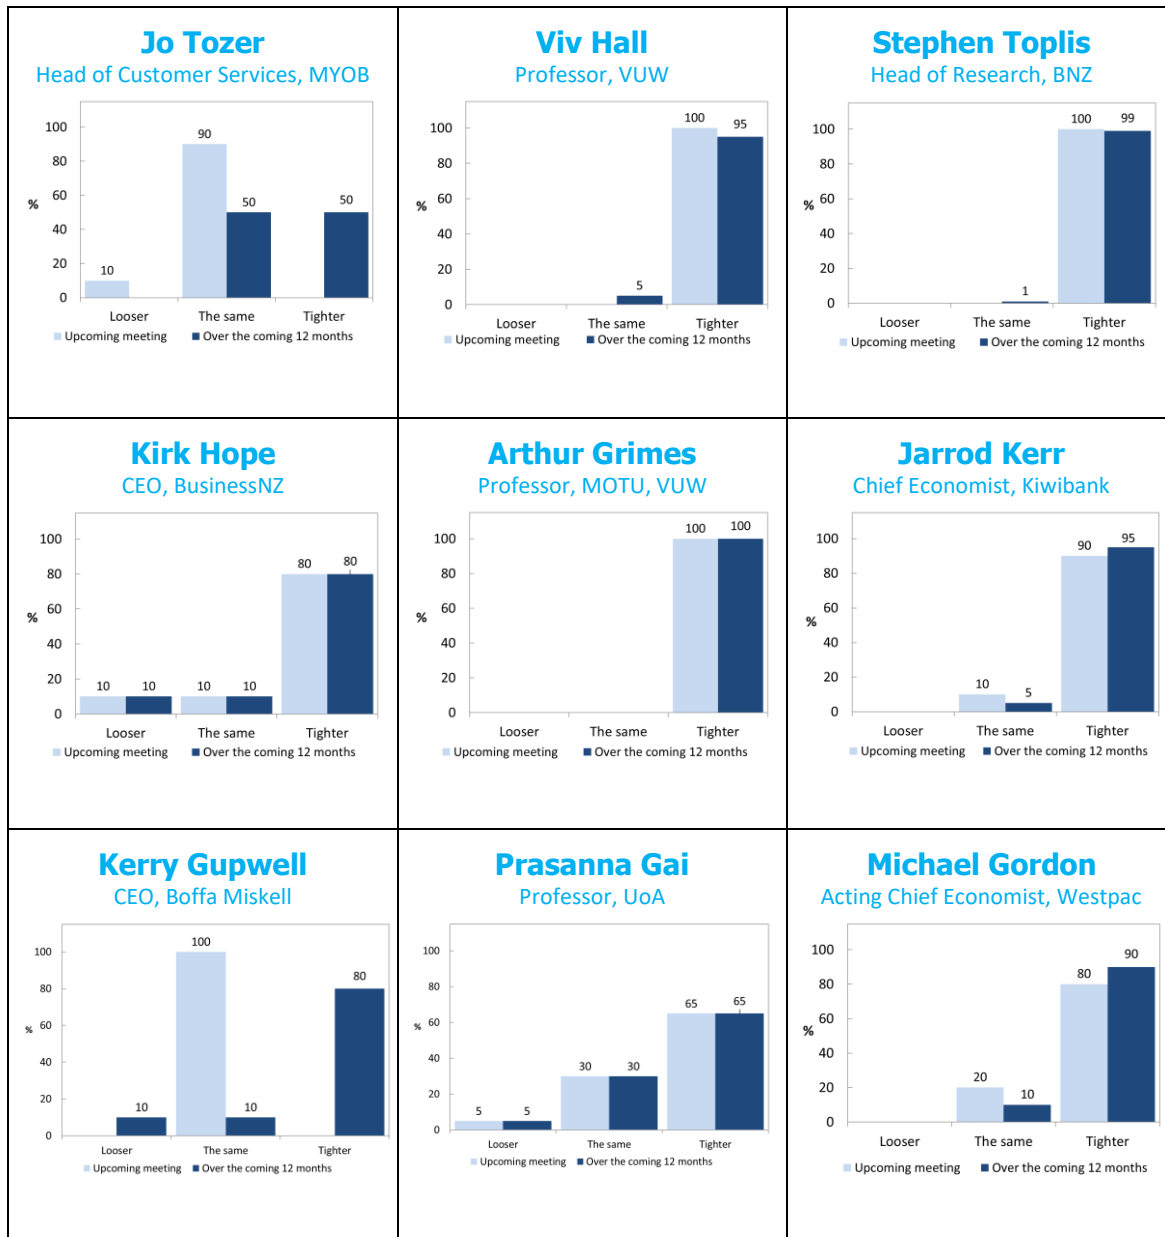 Jo Tozer
Head of Customer Services, MYOB
100
80
60
40
20
0
%
10
90
50
50
Looser The same Tighter
Upcoming meeting Over the coming 12 months
Viv Hall
Professor, VUW
100
80
60
40
20
0
%
5
100 95
Looser The same Tighter
Upcoming meeting Over the coming 12 months
Stephen Toplis
Head of Research, BNZ
100
80
60
40
20
0
%
1
100 99
Looser The same Tighter
Upcoming meeting Over the coming 12 months
Kirk Hope
CEO, BusinessNZ
100
80
60
40
20
0
%
10 10 10 10
80 80
Looser The same Tighter
Upcoming meeting Over the coming 12 months
Arthur Grimes
Professor, MOTU, VUW
100
80
60
40
20
0
%
100 100
Looser The same Tighter
Upcoming meeting Over the coming 12 months
Jarrod Kerr
Chief Economist, Kiwibank
100
80
60
40
20
0
%
10 5
90 95
Looser The same Tighter
Upcoming meeting Over the coming 12 months
Kerry Gupwell
CEO, Boffa Miskell
100
80
60
40
20
0
%
10
100
10
80
Looser The same Tighter
Upcoming meeting Over the coming 12 months
Prasanna Gai
Professor, UoA
100
80
60
40
20
0
%
5 5
30 30
65 65
Looser The same Tighter
Upcoming meeting Over the coming 12 months
Michael Gordon
Acting Chief Economist, Westpac
100
80
60
40
20
0
%
20 10
80 90
Looser The same Tighter
Upcoming meeting Over the coming 12 months